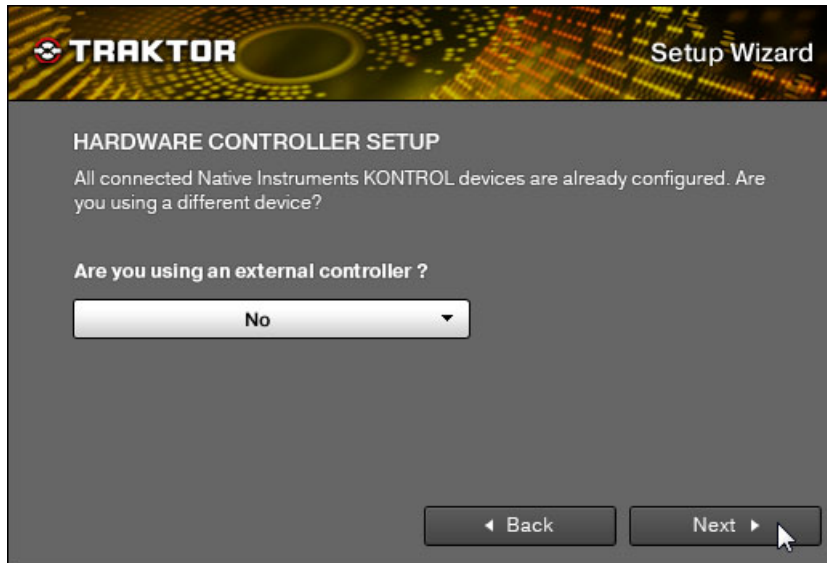 TRAKTOR
Setup Wizard
HARDWARE CONTROLLER SETUP
All connected Native Instruments KONTROL devices are already configured. Are
you using a different device?
Are you using an external controller ?
No
Back
Next